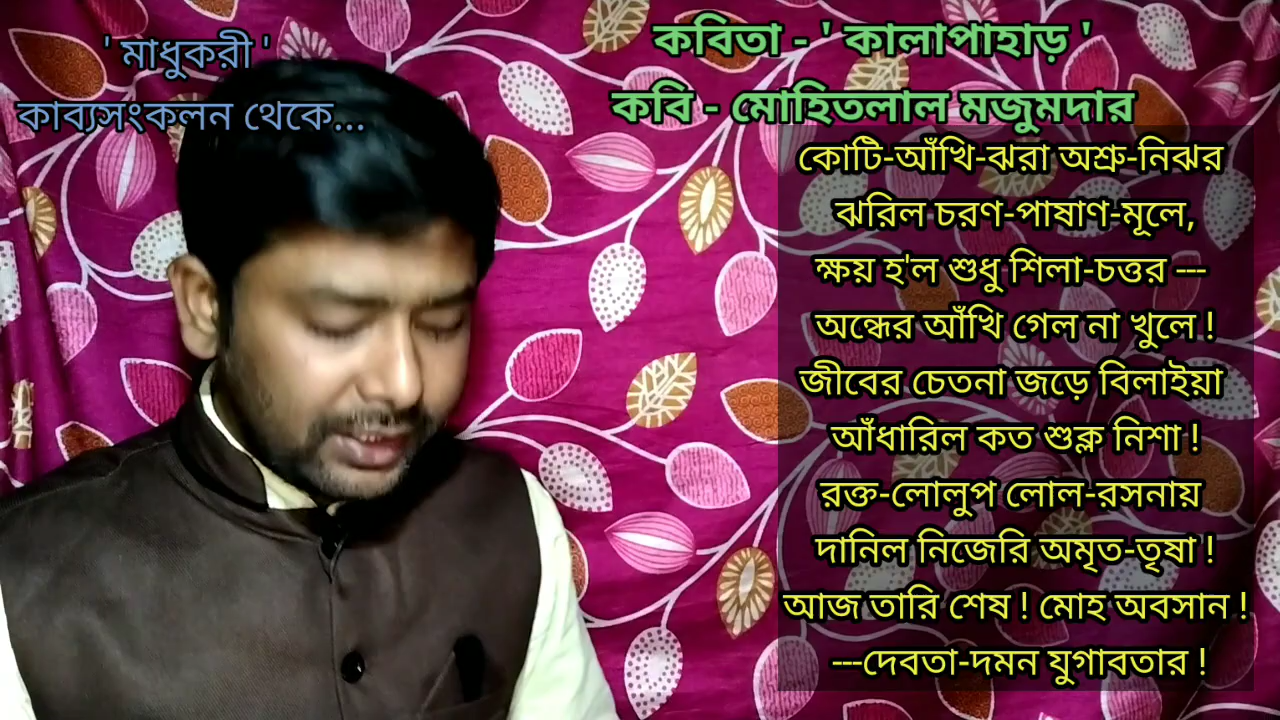 ' মাধুকরী '
কাব্যসংকলন থেকে...
কবিতা - ' কালাপাহাড় '
কবি - মোহিতলাল মজুমদার
কোটি-আঁখি-ঝরা অশ্রু-নিঝর
ঝরিল চরণ-পাষাণ-মূলে,
ক্ষয় হ'ল শুধু শিলা-চত্তর ---
অন্ধের আঁখি গেল না খুলে !
জীবের চেতনা জড়ে বিলাইয়া
আঁধারিল কত শুক্ল নিশা !
রক্ত-লোলুপ লোল-রসনায়
দানিল নিজেরি অমৃত-তৃষা !
আজ তারি শেষ ! মোহ অবসান !
---দেবতা-দমন যুগাবতার !